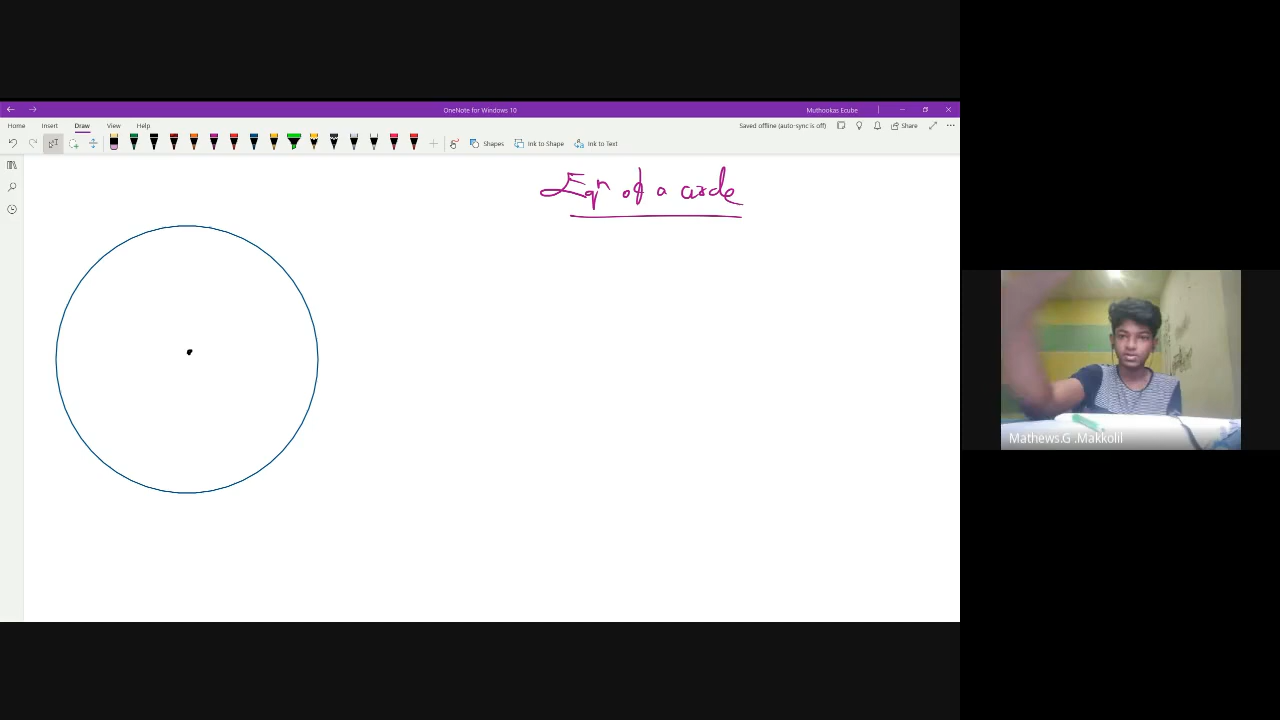 OneNote for Windows 10
Muthookas Ecube
Home Insert Draw View Help
Saved offline (auto-sync is off)
Share
Shapes
Ink to Shape
Ink to Text
Eqn of a circle
Mathews.G .Makkolil